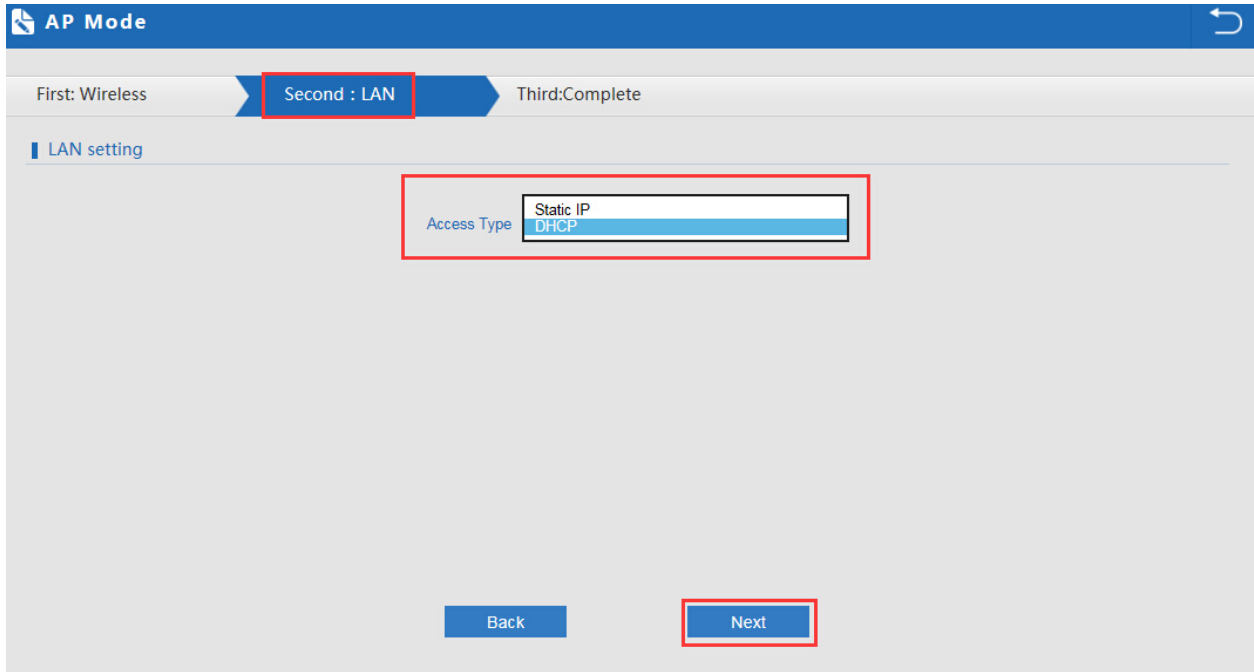 AP Mode
First: Wireless
Second : LAN
Third:Complete
LAN setting
Static IP
Access Type
DHCP
Back
Next